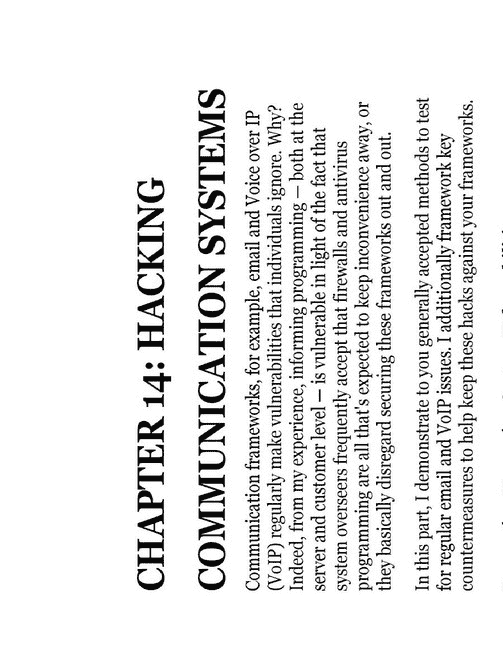 CHAPTER 14: HACKING
COMMUNICATION SYSTEMS
Communication frameworks, for example, email and Voice over IP
(VoIP) regularly make vulnerabilities that individuals ignore. Why?
Indeed, from my experience, informing programming – both at the
server and customer level – is vulnerable in light of the fact that
system overseers frequently accept that firewalls and antivirus
programming are all that's expected to keep inconvenience away, or
they basically disregard securing these frameworks out and out.
In this part, I demonstrate to you generally accepted methods to test
for regular email and VoIP issues. I additionally framework key
countermeasures to help keep these hacks against your frameworks.